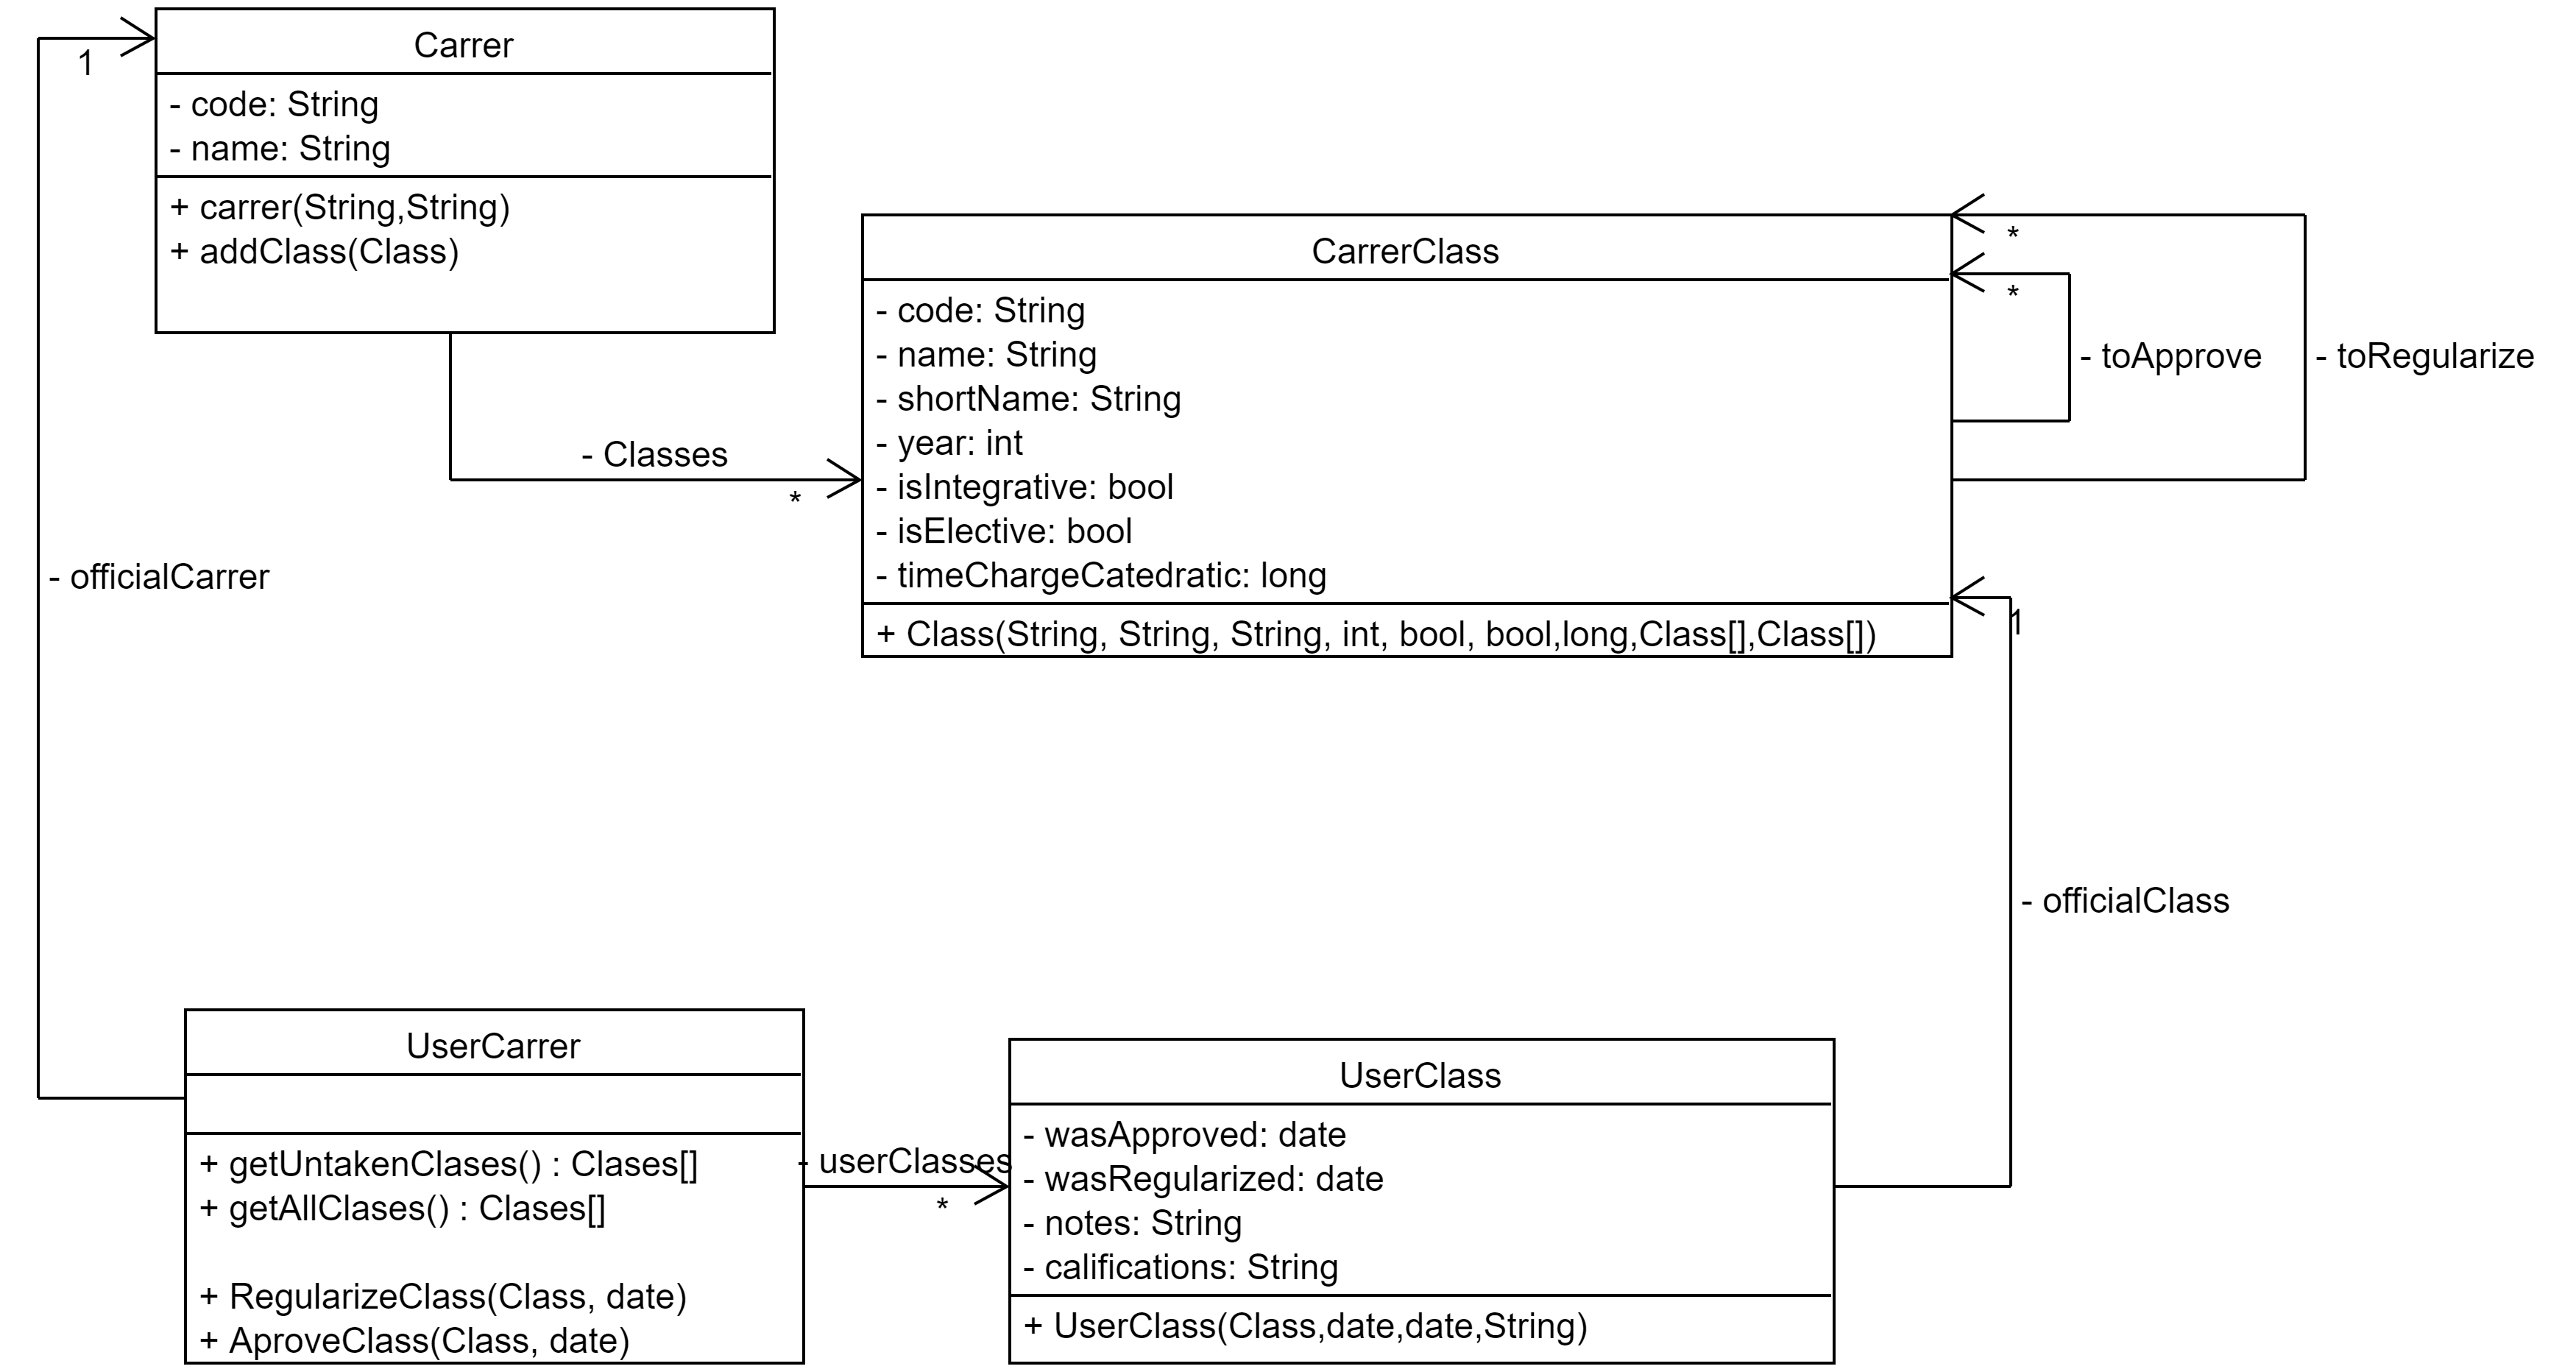 Carrer
1
- code: String
- name: String
+ carrer(String,String)
+ addClass(Class)
CarrerClass
*
- code: String
*
- name: String
- toApprove
- toRegularize
- shortName: String
- year: int
- Classes
*
- isIntegrative: bool
- isElective: bool
- timeChargeCatedratic: long
- officialCarrer
+ Class(String, String, String, int, bool, bool,long,Class[],Class[])
1
- officialClass
UserCarrer
+ getUntakenClases() : Clases[]
+ getAllClases() : Clases[]
+ RegularizeClass(Class, date)
+ AproveClass(Class, date)
- userClasses
*
UserClass
- wasApproved: date
- wasRegularized: date
- notes: String
- califications: String
+ UserClass(Class,date,date,String)